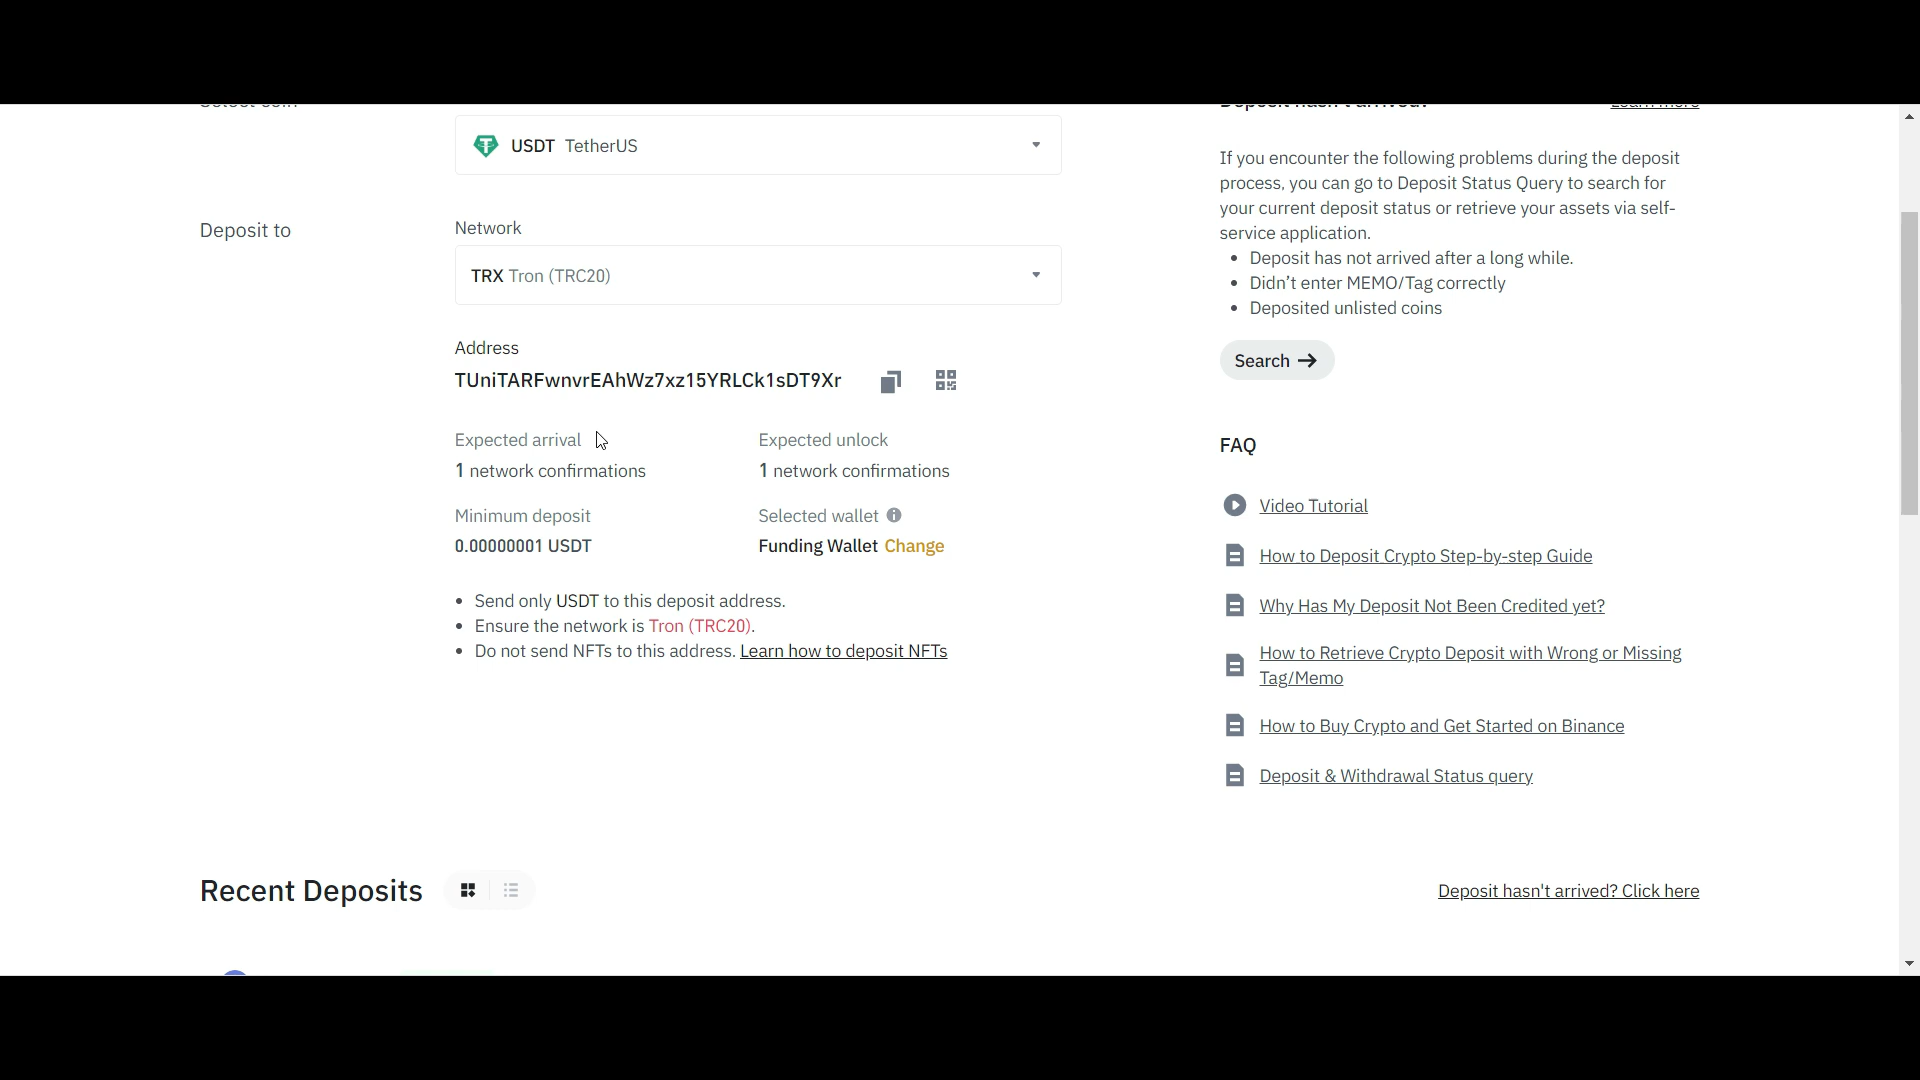 USDT TetherUS
Deposit to
Network
TRX Tron (TRC20)
Address
TUniTARFwnvrEAhWz7xz15YRLCk1sDT9Xr
Expected arrival
1 network confirmations
Expected unlock
1 network confirmations
Minimum deposit
0.00000001 USDT
Selected wallet
Funding Wallet Change
Send only USDT to this deposit address.
Ensure the network is Tron (TRC20).
Do not send NFTs to this address. Learn how to deposit NFTs
If you encounter the following problems during the deposit
process, you can go to Deposit Status Query to search for
your current deposit status or retrieve your assets via self-
service application.
Deposit has not arrived after a long while.
Didn't enter MEMO/Tag correctly
Deposited unlisted coins
Search
FAQ
Video Tutorial
How to Deposit Crypto Step-by-step Guide
Why Has My Deposit Not Been Credited yet?
How to Retrieve Crypto Deposit with Wrong or Missing
Tag/Memo
How to Buy Crypto and Get Started on Binance
Deposit & Withdrawal Status query
Recent Deposits
Deposit hasn't arrived? Click here